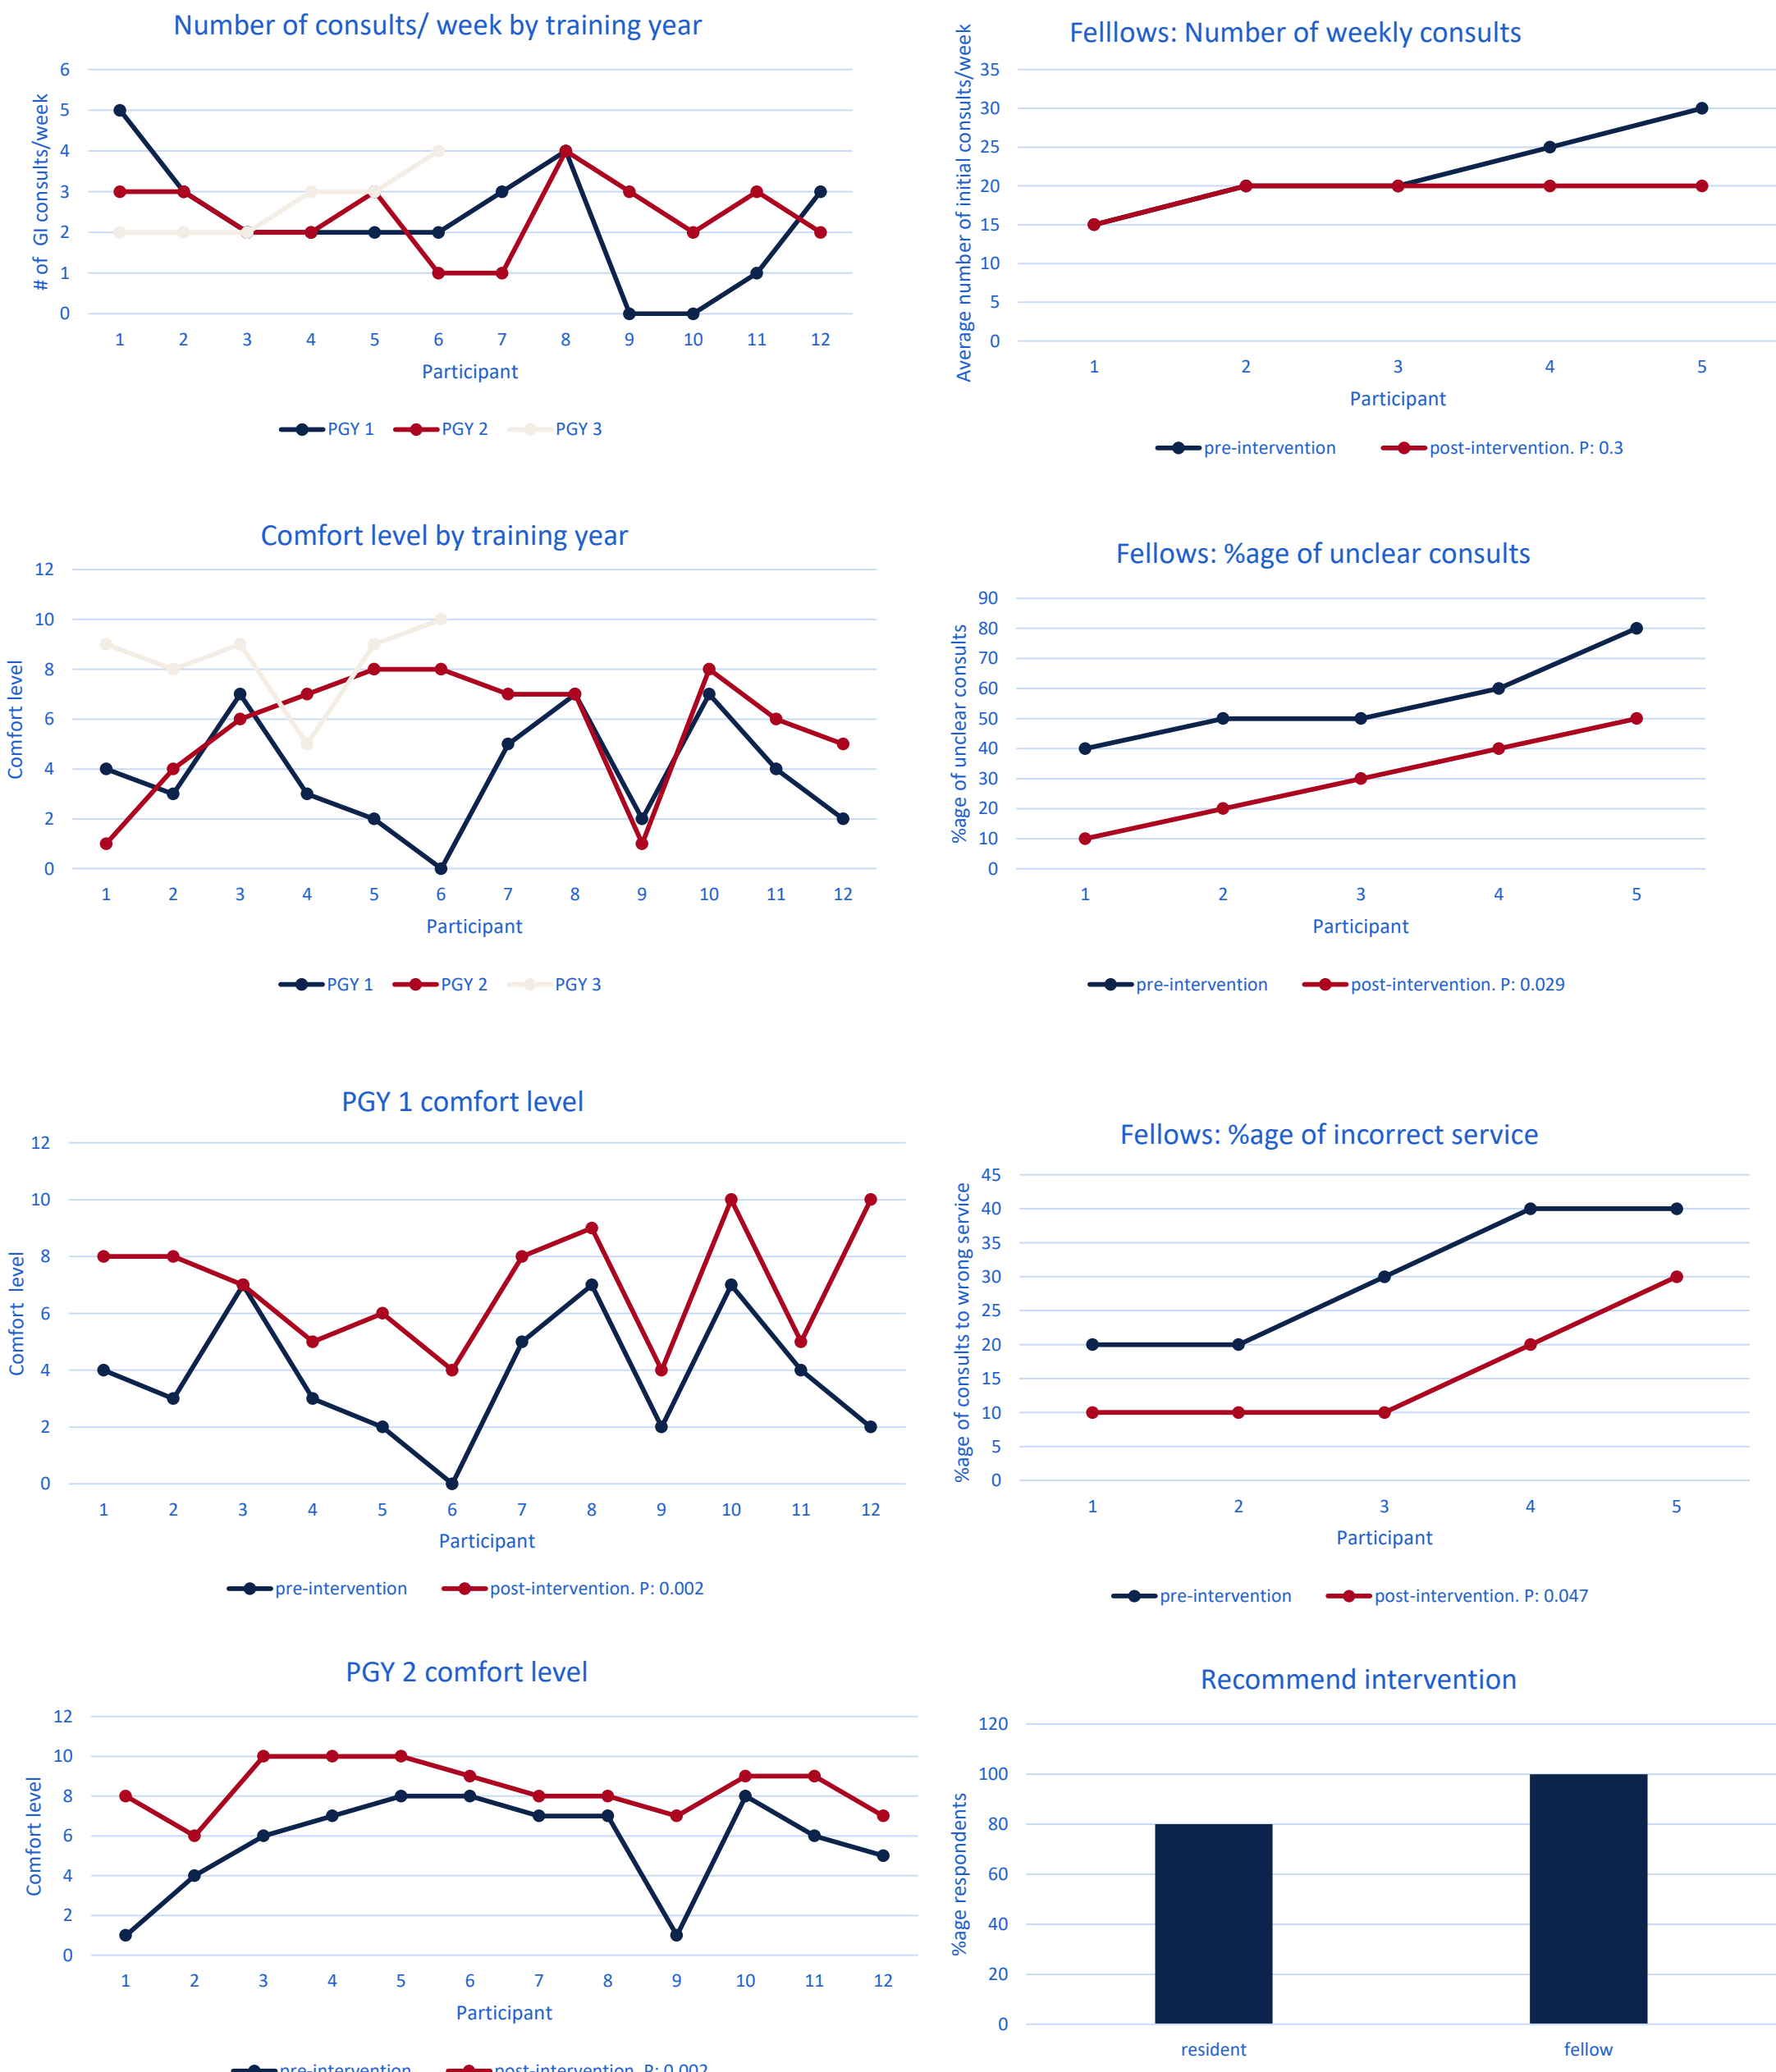 Number of consults/ week by training year
# of GI consults/week
6
5
4
3
2
1
0
1 2 3 4 5 6 7 8 9 10 11 12
Participant
PGY 1 PGY 2 PGY 3
Felllows: Number of weekly consults
Average number of initial consults/week
35
30
25
20
15
10
5
0
1 2 3 4 5
Participant
pre-intervention post-intervention. P: 0.3
Comfort level by training year
Comfort level
12
10
8
6
4
2
0
1 2 3 4 5 6 7 8 9 10 11 12
Participant
PGY 1 PGY 2 PGY 3
Fellows: %age of unclear consults
%age of unclear consults
90
80
70
60
50
40
30
20
10
0
1 2 3 4 5
Participant
pre-intervention post-intervention. P: 0.029
PGY 1 comfort level
Comfort level
12
10
8
6
4
2
0
1 2 3 4 5 6 7 8 9 10 11 12
Participant
pre-intervention post-intervention. P: 0.002
Fellows: %age of incorrect service
%age of consults to wrong service
45
40
35
30
25
20
15
10
5
0
1 2 3 4 5
Participant
pre-intervention post-intervention. P: 0.047
PGY 2 comfort level
Comfort level
12
10
8
6
4
2
0
1 2 3 4 5 6 7 8 9 10 11 12
Participant
pre-intervention post-intervention. P: 0.002
Recommend intervention
%age respondents
120
100
80
60
40
20
0
resident fellow